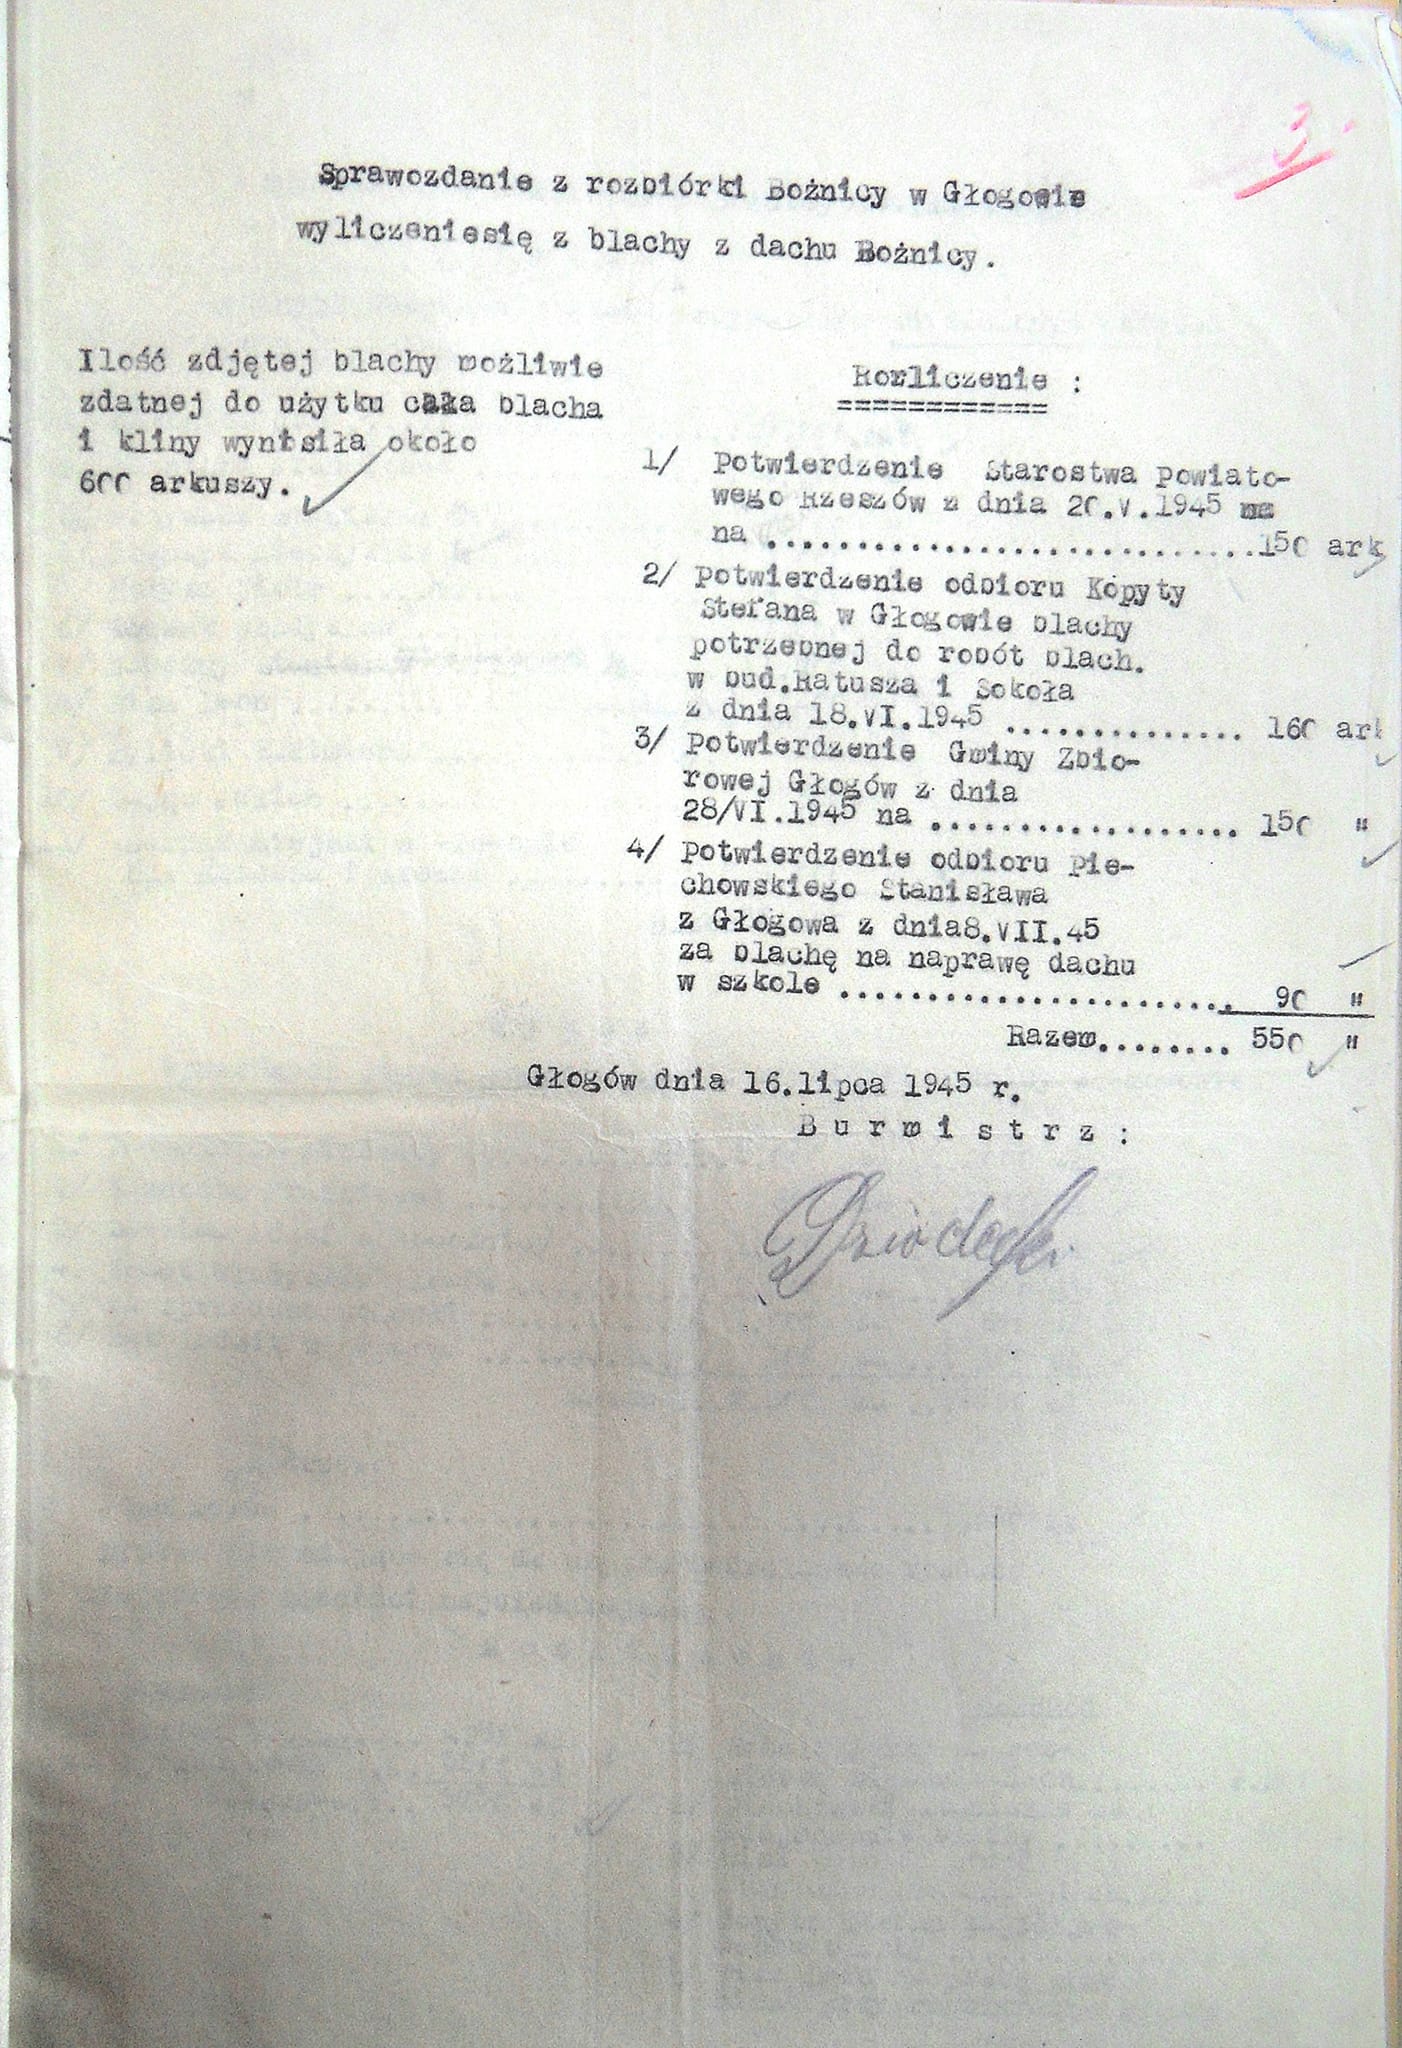 3.
Sprawozdanie z rozbiórki Bożnicy w Głogowie
wyliczeniesię z blachy z dachu Bożnicy.
Ilość zdjętej blachy możliwie
zdatnej do użytku cała blacha
i kliny wynosiła około
600 arkuszy.
Rozliczenie :
============
1/ Potwierdzenie Starostwa Powiato-
wego Rzeszów z dnia 20.V.1945 na
na ............................150 ark
2/ Potwierdzenie odbioru Kopyty
Stefana w Głogowie blachy
potrzebnej do robót blach.
w bud.Ratusza i Sokoła
z dnia 18.VI.1945 .............. 160 ark
3/ Potwierdzenie Gminy Zbio-
rowej Głogów z dnia
28/VI.1945 na .................. 150 "
4/ Potwierdzenie odbioru Pie-
chowskiego Stanisława
z Głogowa z dnia8.VII.45
za blachę na naprawę dachu
w szkole ....................... 90 "
Razem........ 550 "
Głogów dnia 16.lipca 1945 r.
B u r m i s t r z :